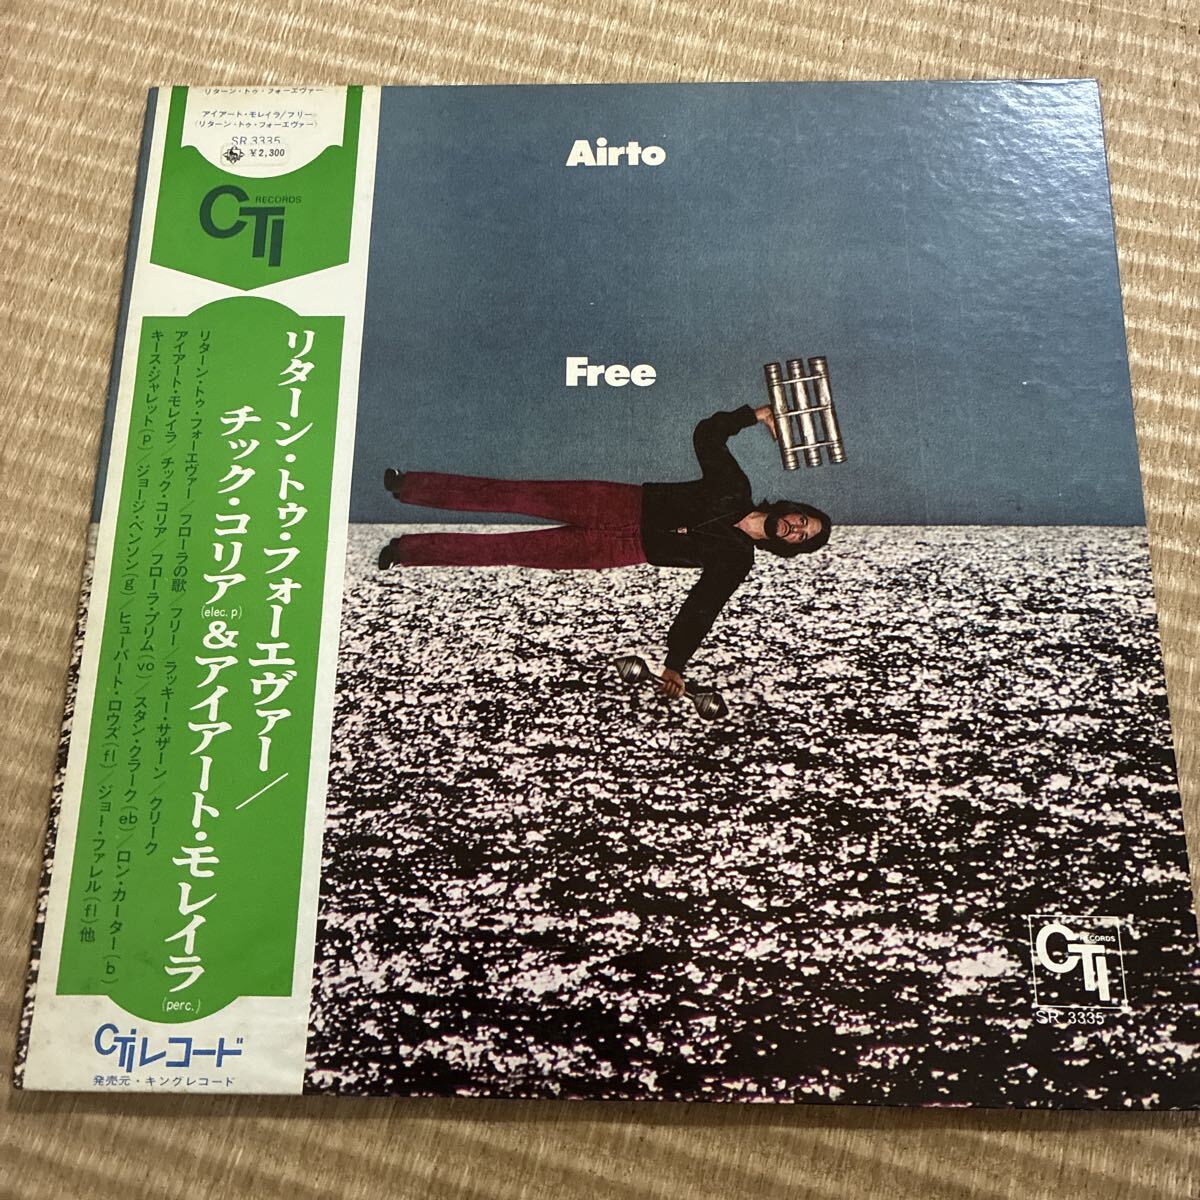 リターン・トゥ・フォーエヴァー
アイアート・モレイラ/フリー
(リターン・トゥ・フォーエヴァー)
SR 3335
¥2,300
CTI RECORDS
リターン・トゥ・フォーエヴァー/
チック・コリア(elec. p)&アイアート・モレイラ(perc.)
リターン・トゥ・フォーエヴァー/フローラの歌/フリー/ラッキー・サザーン/クリーク
アイアート・モレイラ/チック・コリア/フローラ・プリム(vo)/スタン・クラーク(eb)/ロン・カーター(b)
キース・ジャレット(p)/ジョージ・ベンソン(g)/ヒューバート・ロウズ(fl)/ジョー・ファレル(fl)他
CTIレコード
発売元・キングレコード
Airto
Free
CTI RECORDS
SR 3335